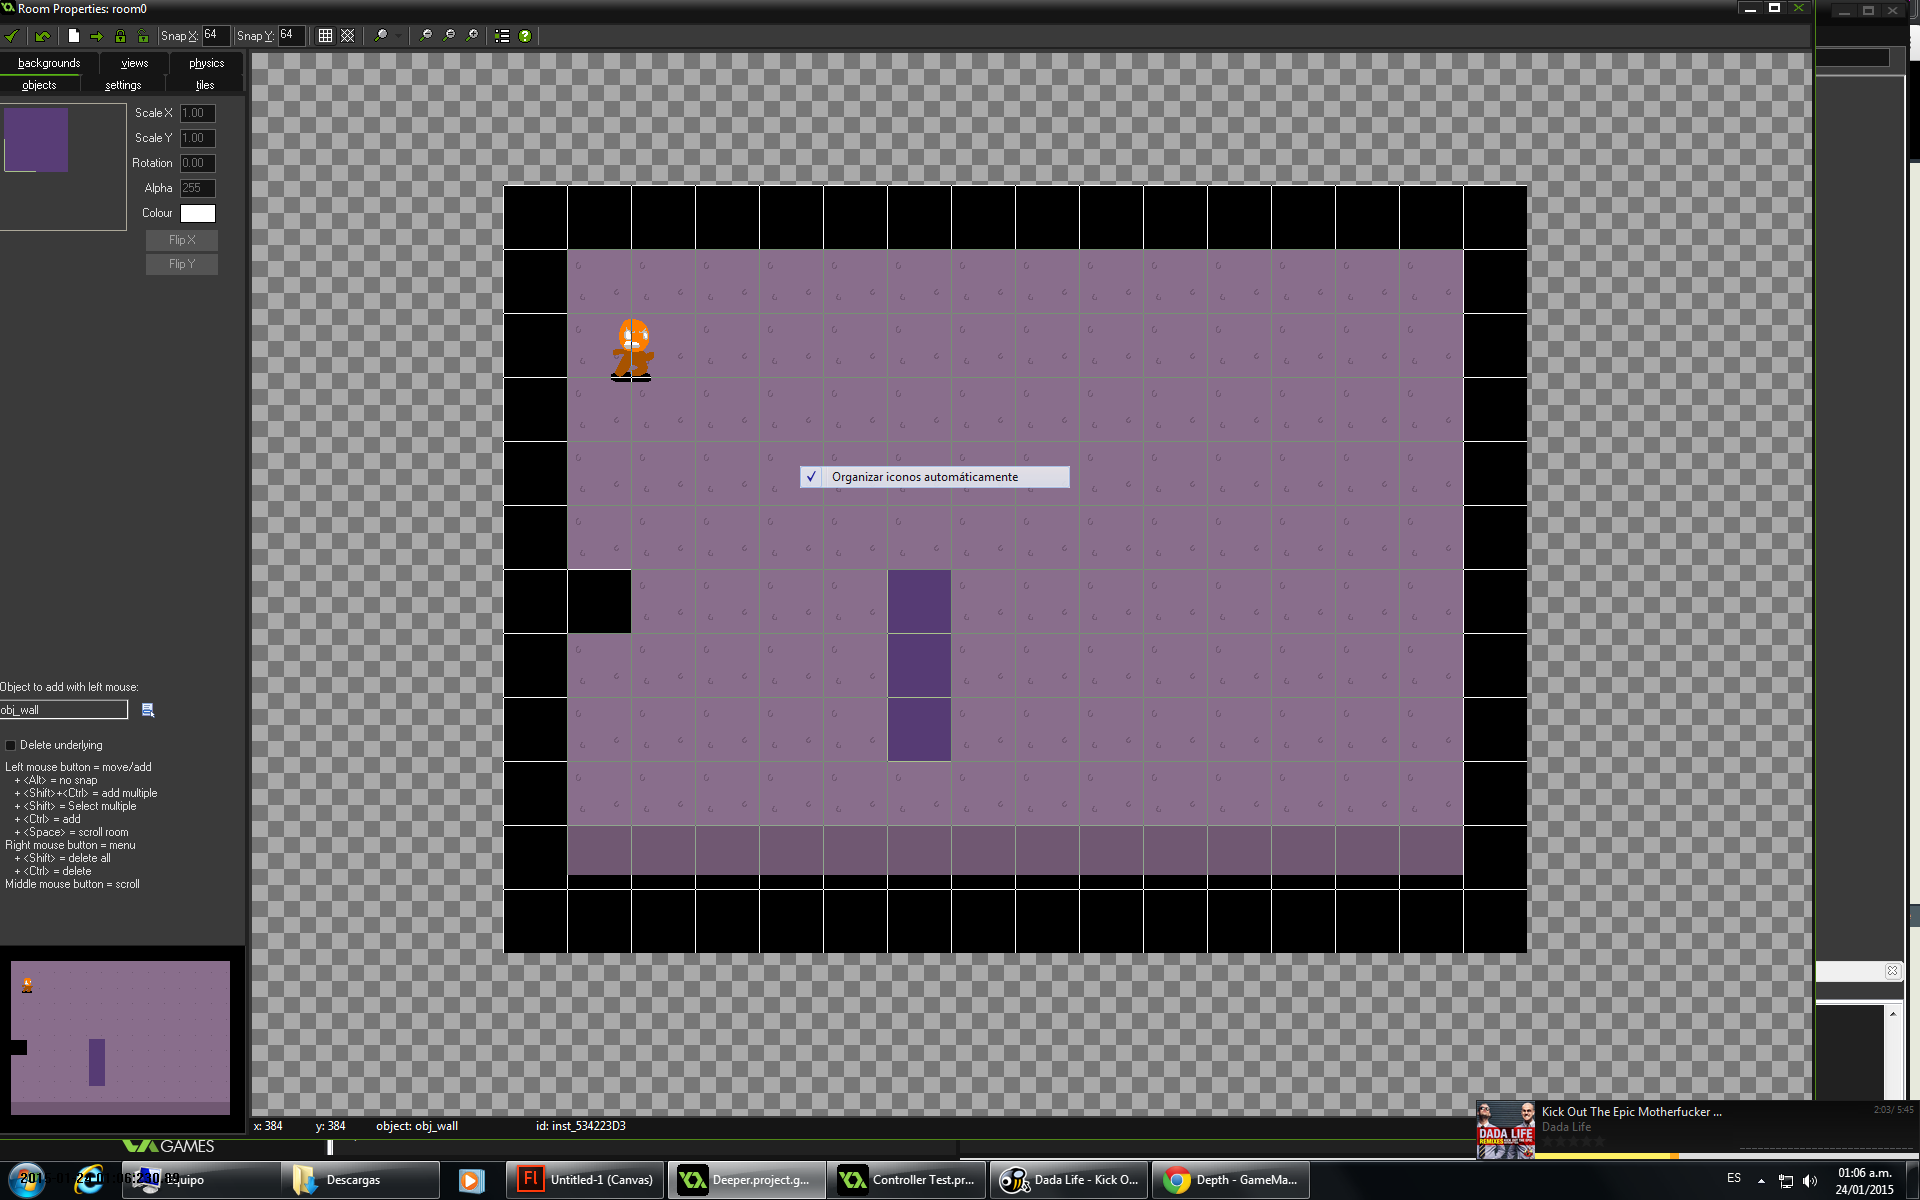 Room Properties: room0
Snap X: 64 Snap Y: 64
backgrounds views physics
objects settings tiles
Scale X 1.00
Scale Y 1.00
Rotation 0.00
Alpha 255
Colour
Flip X
Flip Y
Organizar iconos automáticamente
Object to add with left mouse:
obj_wall
Delete underlying
Left mouse button = move/add
+ <Alt> = no snap
+ <Shift>+<Ctrl> = add multiple
+ <Shift> = Select multiple
+ <Ctrl> = add
+ <Space> = scroll room
Right mouse button = menu
+ <Shift> = delete all
+ <Ctrl> = delete
Middle mouse button = scroll
x: 384 y: 384 object: obj_wall id: inst_534223D3
Kick Out The Epic Motherfucker ...
2:03/ 5:45
Dada Life
DADA LIFE
GAMES
Equipo
Descargas
Untitled-1 (Canvas)
Deeper.project.g...
Controller Test.pr...
Dada Life - Kick O...
Depth - GameMa...
ES
01:06 a.m.
24/01/2015